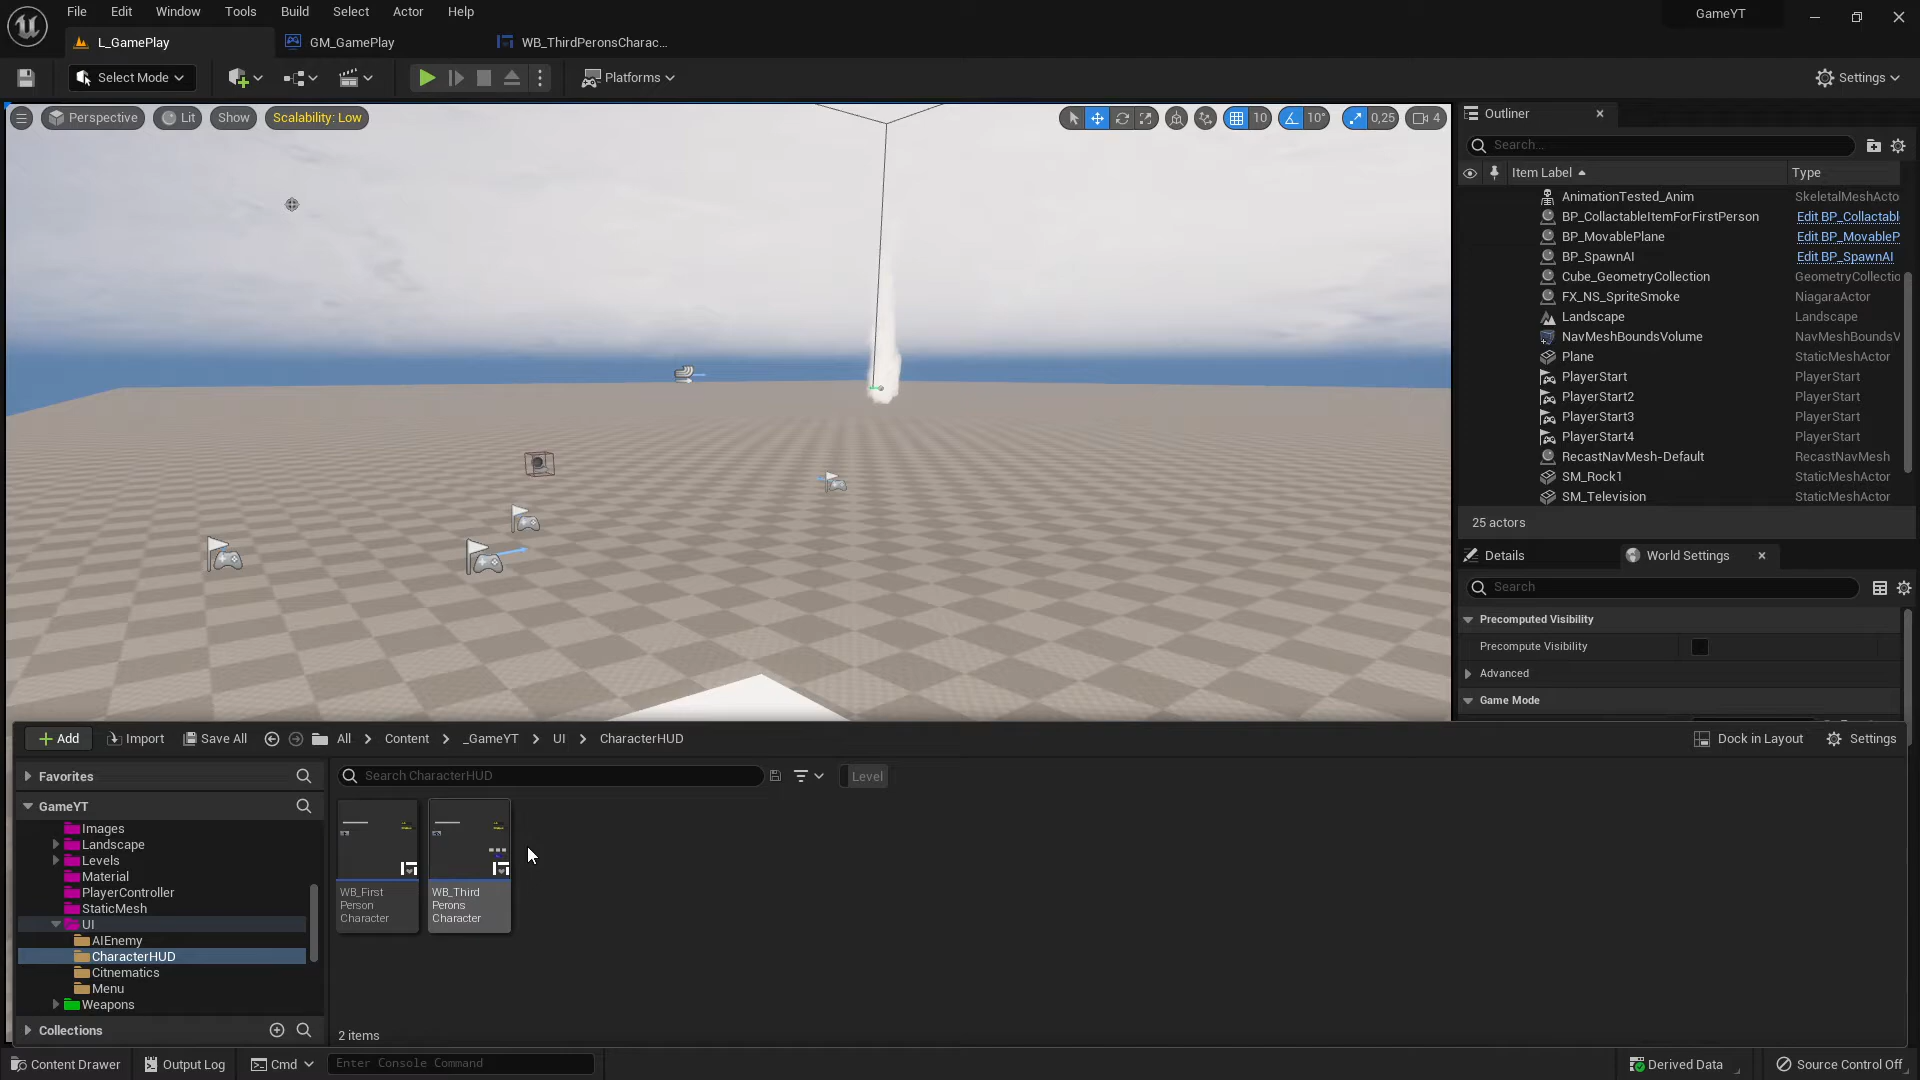 File Edit Window Tools Build Select Actor Help
GameYT
L_GamePlay
GM_GamePlay
WB_ThirdPeronsCharac...
Select Mode
Platforms
Settings
Perspective
Lit
Show
Scalability: Low
10
10°
0,25
4
Outliner
Search...
Item Label
Type
AnimationTested_Anim SkeletalMeshActo
BP_CollactableItemForFirstPerson Edit BP_Collactabl
BP_MovablePlane Edit BP_MovableP
BP_SpawnAI Edit BP_SpawnAI
Cube_GeometryCollection GeometryCollectio
FX_NS_SpriteSmoke NiagaraActor
Landscape Landscape
NavMeshBoundsVolume NavMeshBoundsV
Plane StaticMeshActor
PlayerStart PlayerStart
PlayerStart2 PlayerStart
PlayerStart3 PlayerStart
PlayerStart4 PlayerStart
RecastNavMesh-Default RecastNavMesh
SM_Rock1 StaticMeshActor
SM_Television StaticMeshActor
25 actors
Details
World Settings
Search
Precomputed Visibility
Precompute Visibility
Advanced
Game Mode
Add
Import
Save All
All
Content
_GameYT
UI
CharacterHUD
Dock in Layout
Settings
Favorites
GameYT
Images
Landscape
Levels
Material
PlayerController
StaticMesh
UI
AIEnemy
CharacterHUD
Citnematics
Menu
Weapons
Collections
Search CharacterHUD
Level
WB_First
Person
Character
WB_Third
Perons
Character
2 items
Content Drawer
Output Log
Cmd
Enter Console Command
Derived Data
Source Control Off